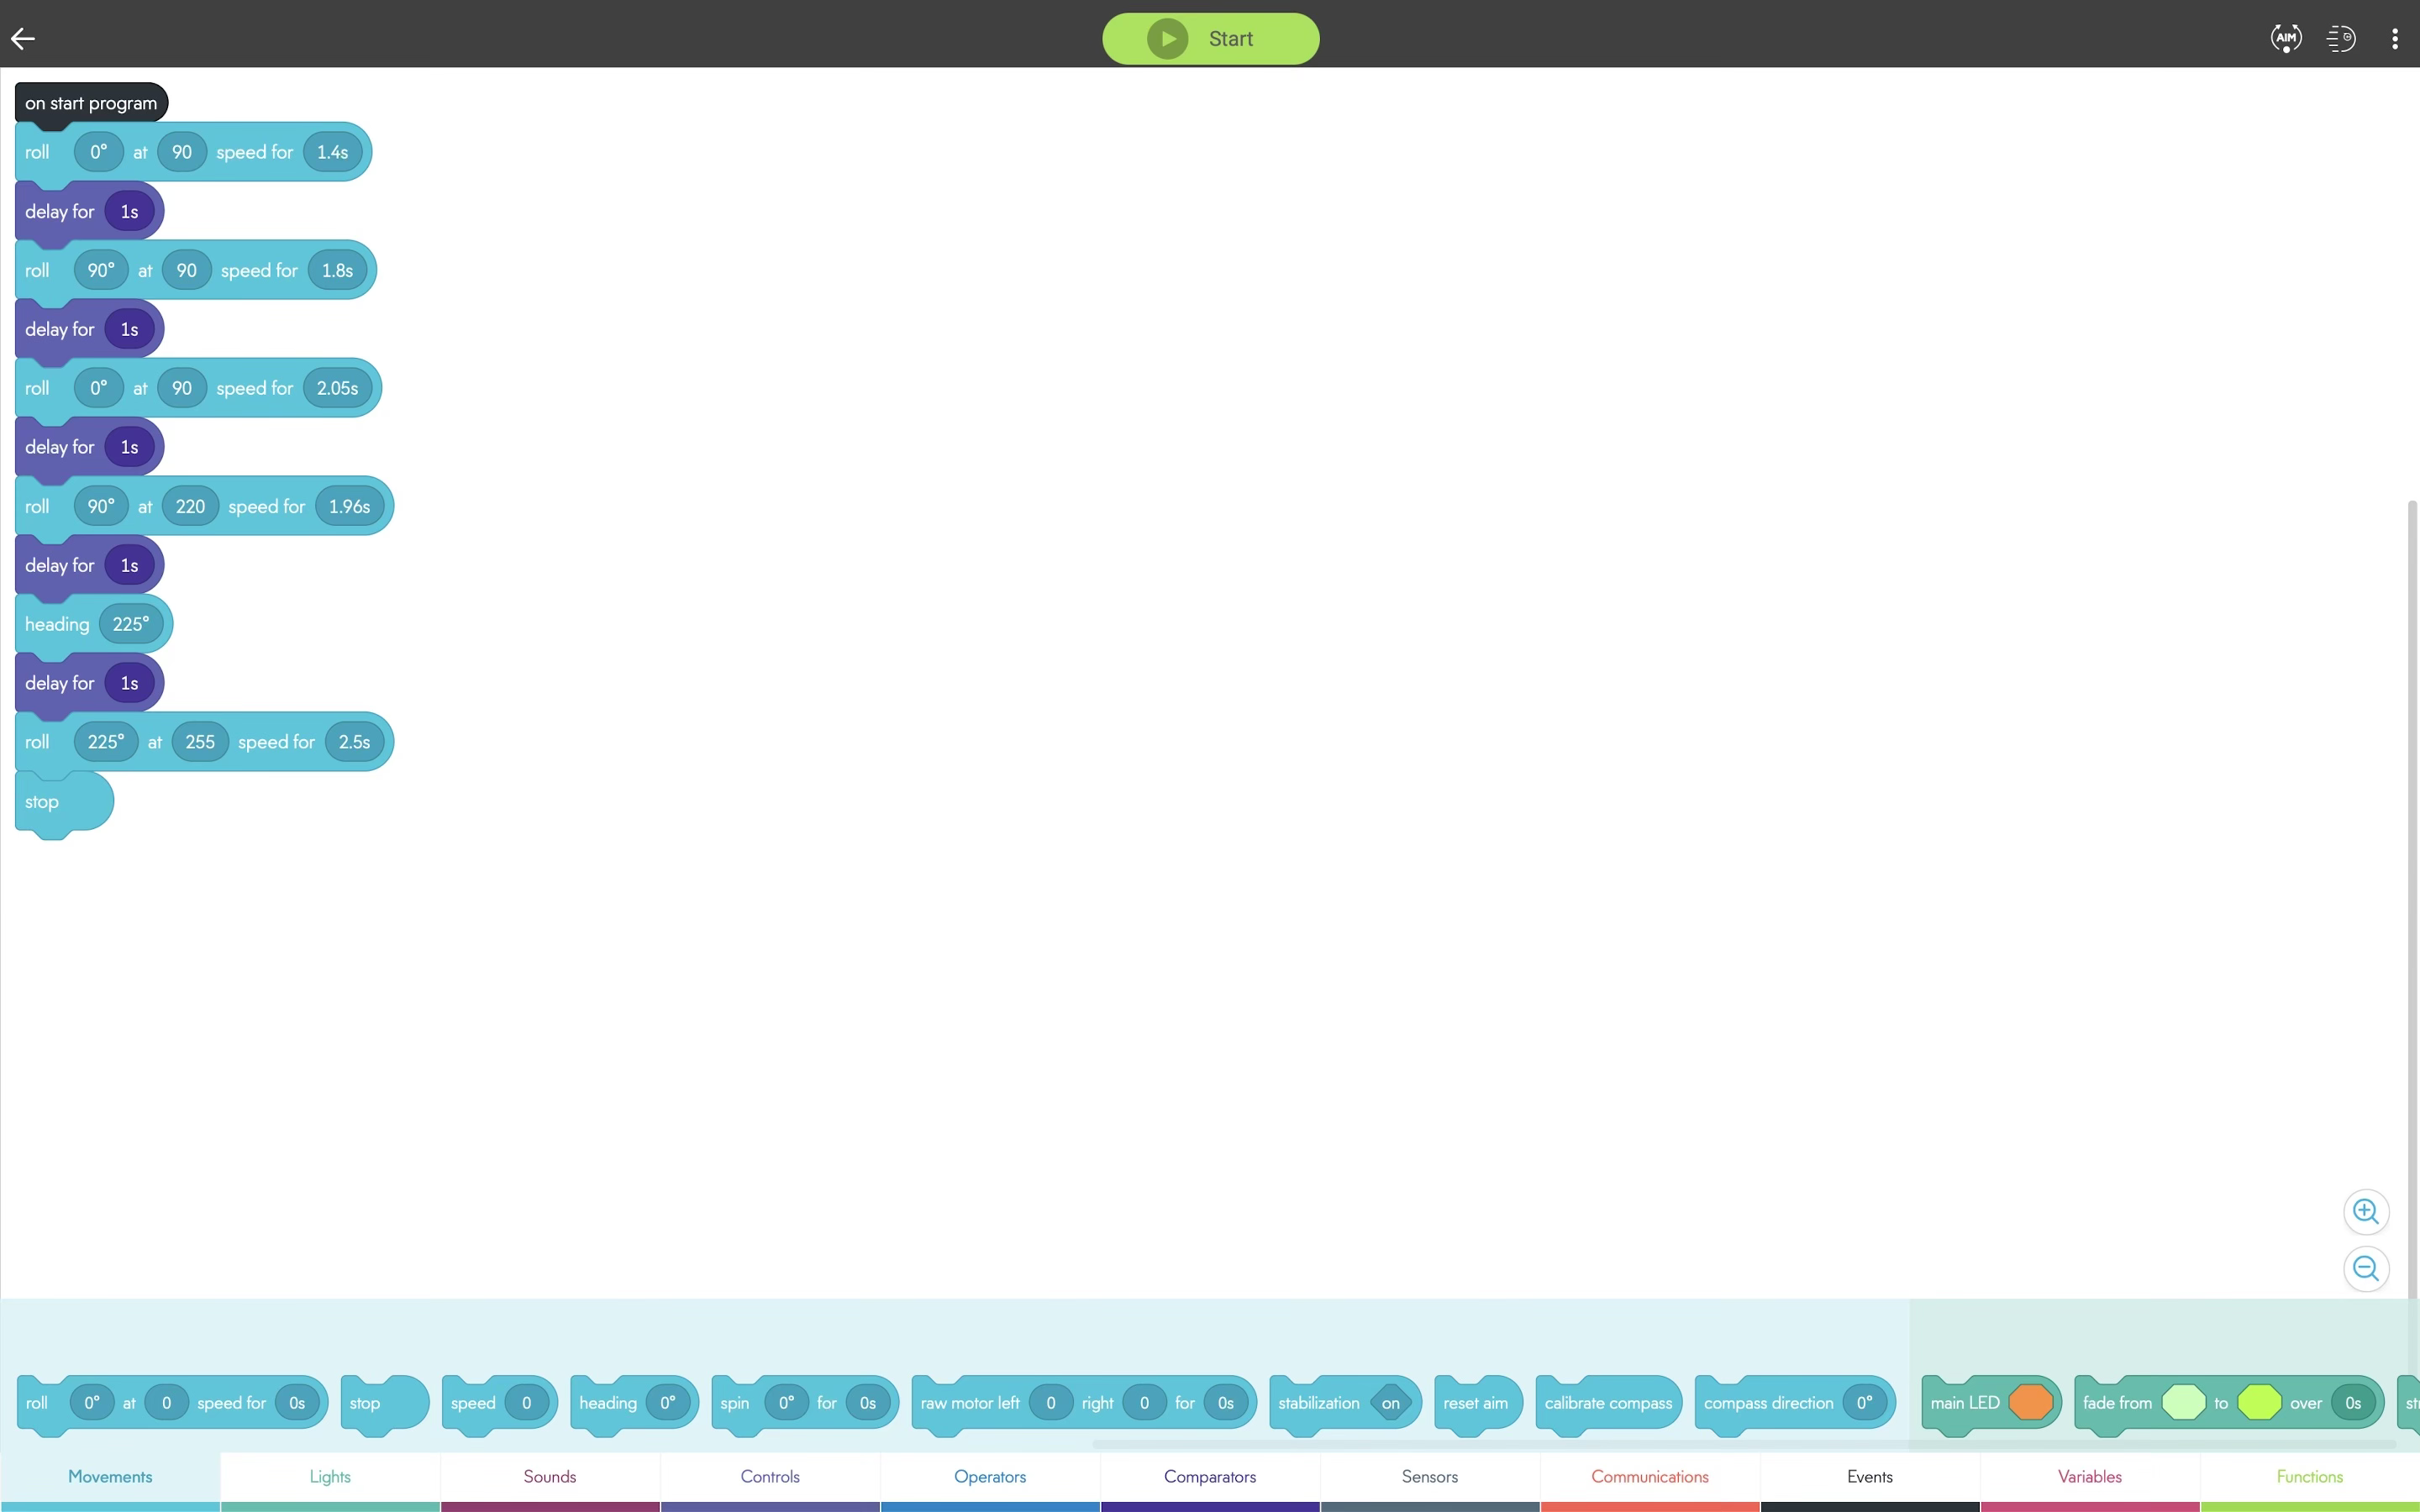 Start
AIM
on start program
roll 0° at 90 speed for 1.4s
delay for 1s
roll 90° at 90 speed for 1.8s
delay for 1s
roll 0° at 90 speed for 2.05s
delay for 1s
roll 90° at 220 speed for 1.96s
delay for 1s
heading 225°
delay for 1s
roll 225° at 255 speed for 2.5s
stop
roll 0° at 0 speed for 0s stop speed 0 heading 0° spin 0° for 0s raw motor left 0 right 0 for 0s stabilization on reset aim calibrate compass compass direction 0° main LED fade from to over 0s
Movements Lights Sounds Controls Operators Comparators Sensors Communications Events Variables Functions